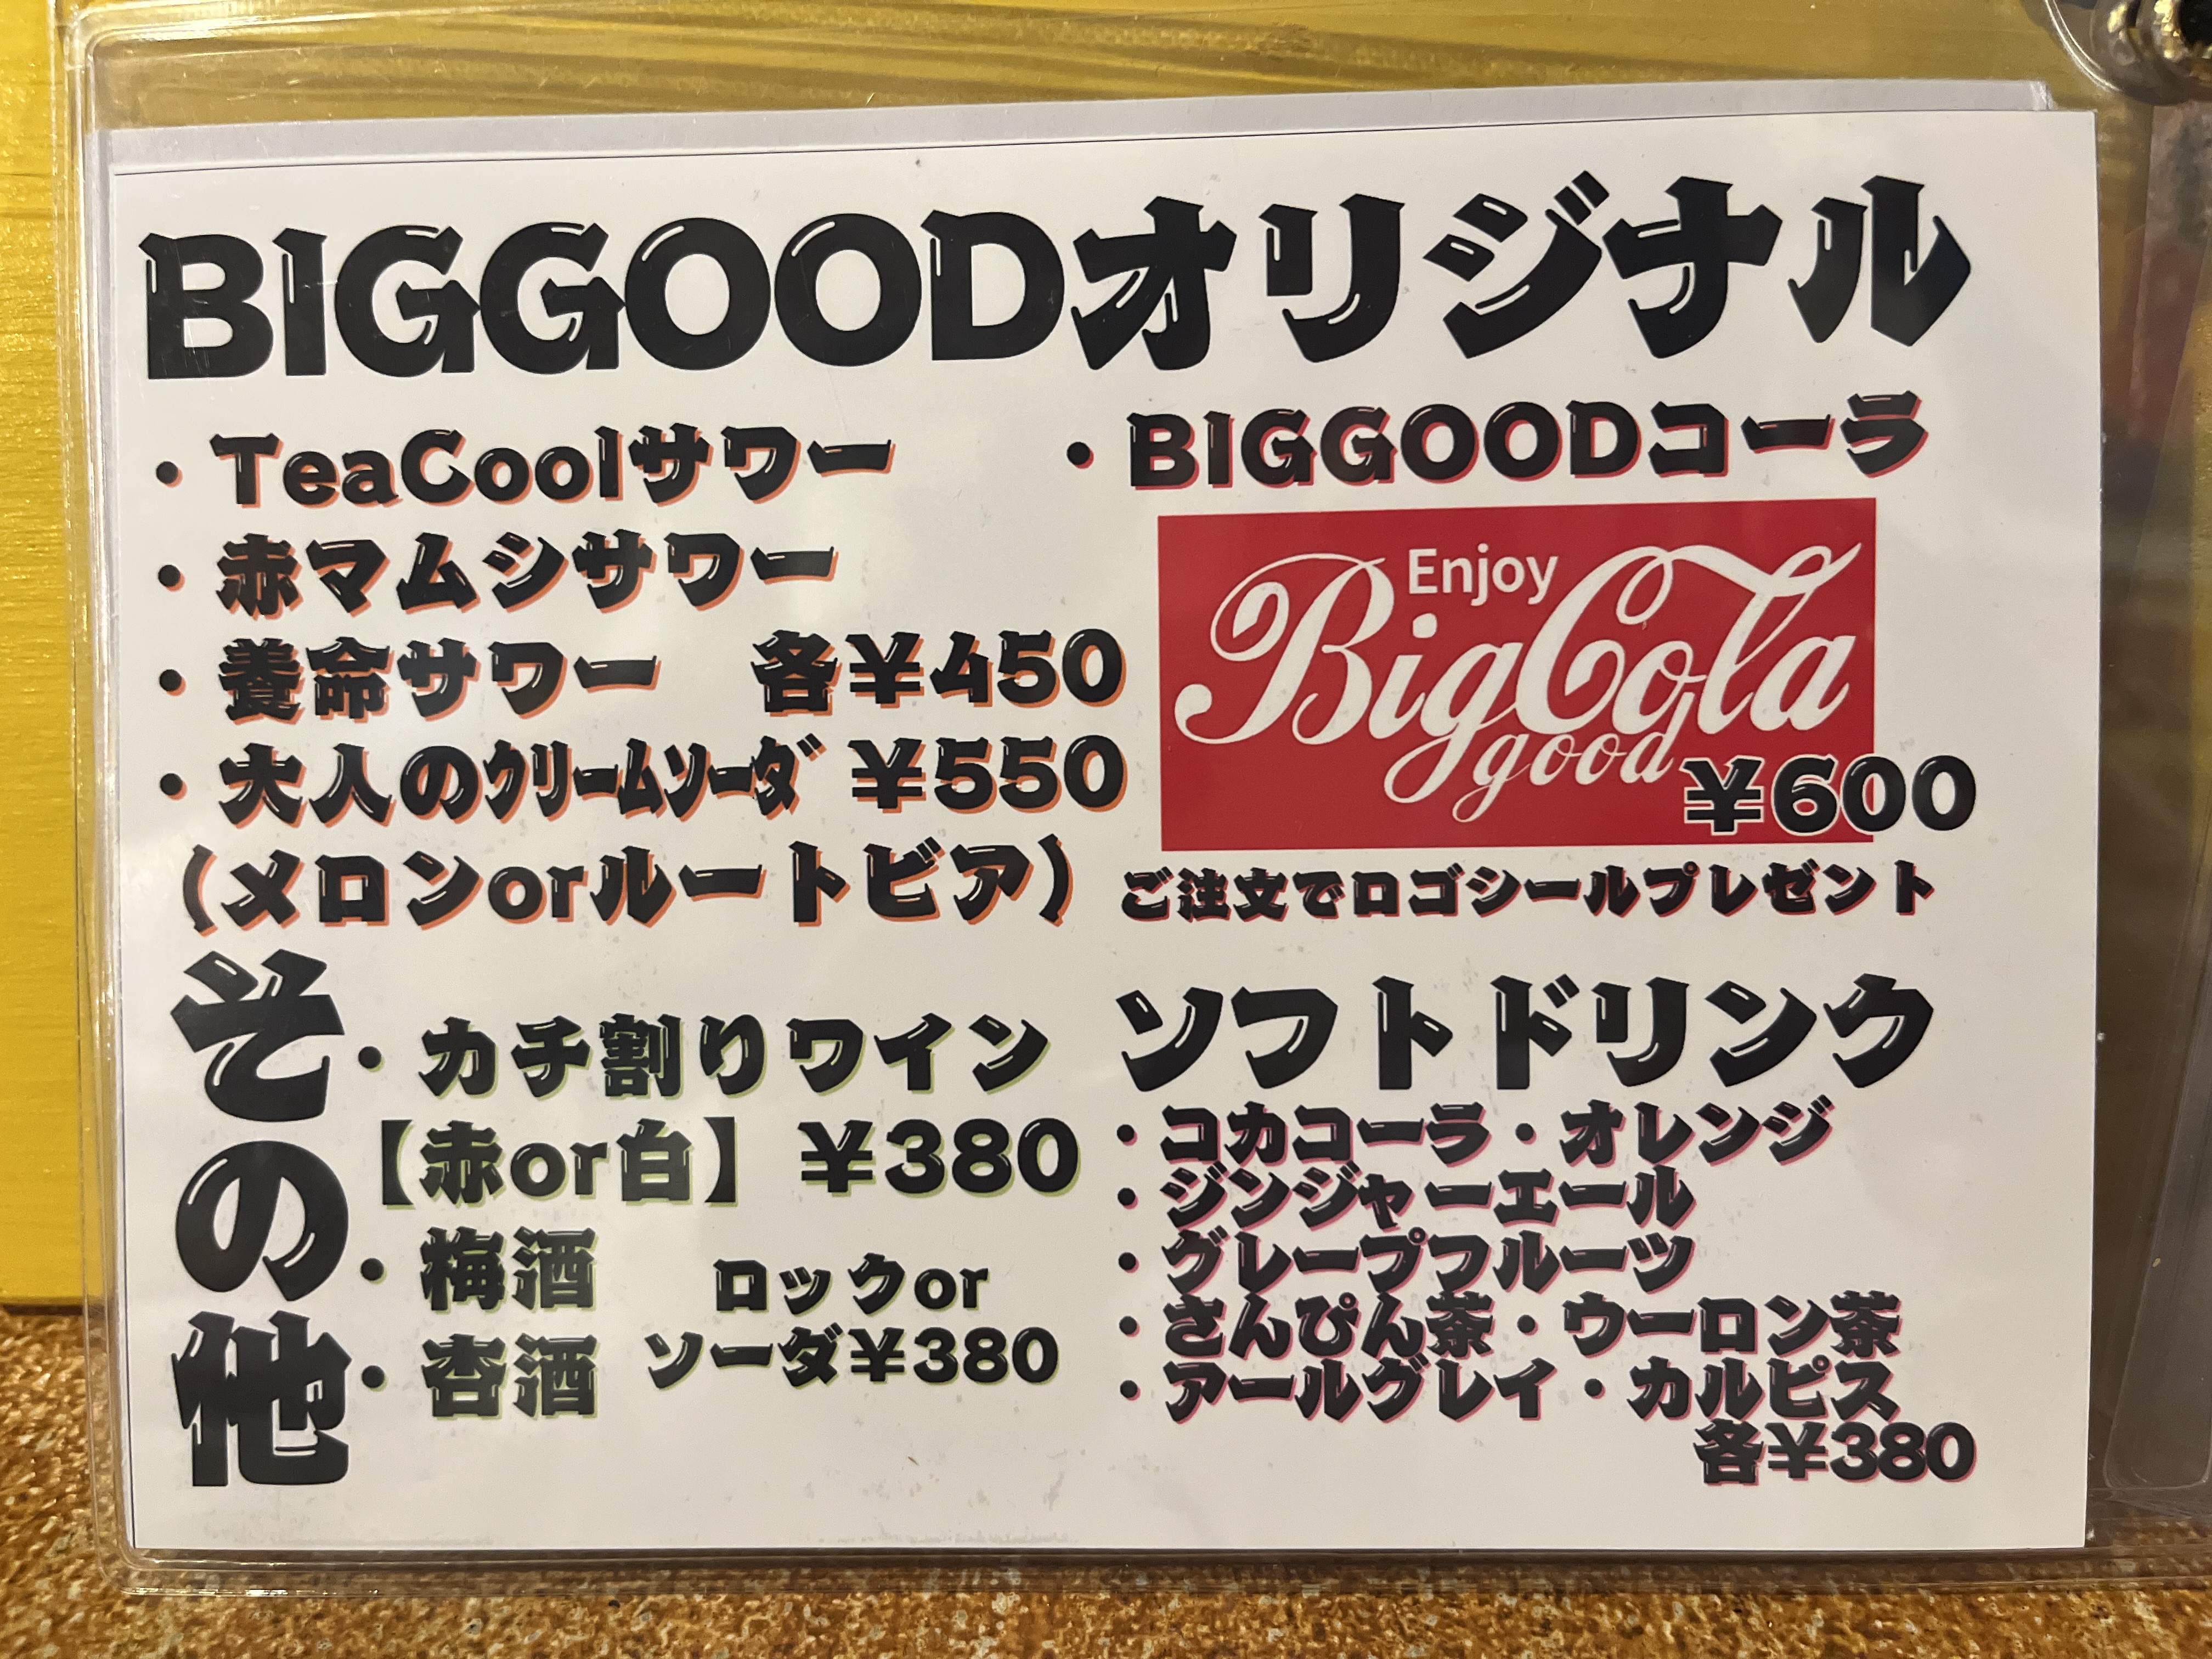 BIGGOODオリジナル
・TeaCoolサワー
・赤マムシサワー
・養命サワー 各¥450
・大人のクリームソーダ ¥550
(メロンorルートビア)
・BIGGOODコーラ
Enjoy
BigCola
good
¥600
ご注文でロゴシールプレゼント
その他
・カチ割りワイン
【赤or白】 ¥380
・梅酒
・杏酒
ロックor
ソーダ¥380
ソフトドリンク
・コカコーラ・オレンジ
・ジンジャーエール
・グレープフルーツ
・さんぴん茶・ウーロン茶
・アールグレイ・カルピス
各¥380